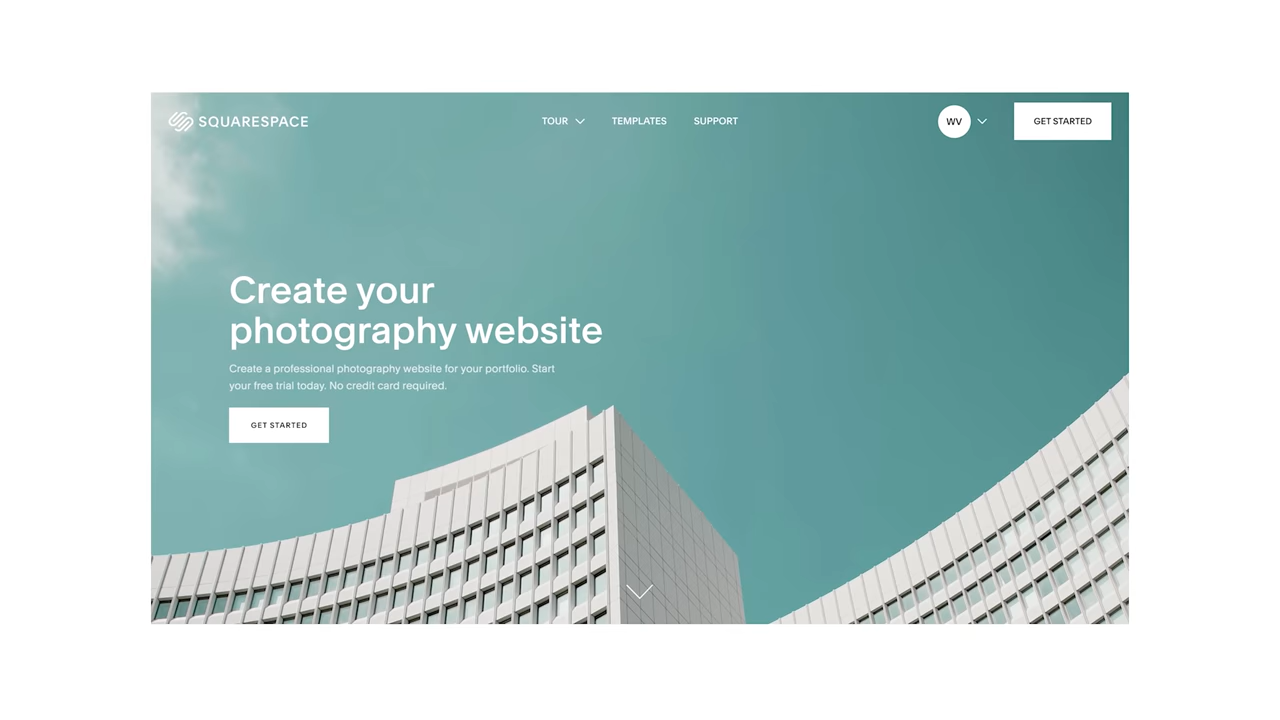 SQUARESPACE
TOUR
TEMPLATES
SUPPORT
WV
GET STARTED
Create your
photography website
Create a professional photography website for your portfolio. Start
your free trial today. No credit card required.
GET STARTED